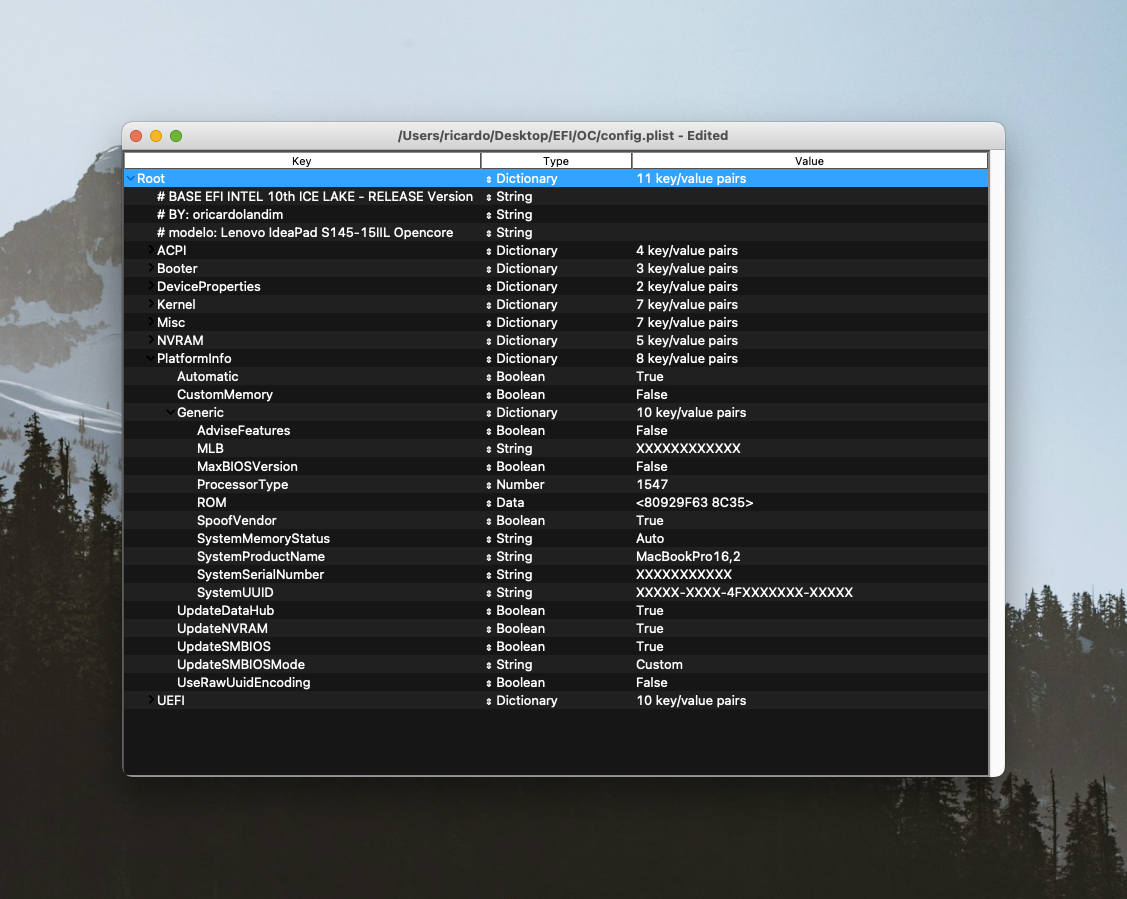 /Users/ricardo/Desktop/EFI/OC/config.plist - Edited
Key Type Value
Root Dictionary 11 key/value pairs
# BASE EFI INTEL 10th ICE LAKE - RELEASE Version String
# BY: oricardolandim String
# modelo: Lenovo IdeaPad S145-15IIL Opencore String
ACPI Dictionary 4 key/value pairs
Booter Dictionary 3 key/value pairs
DeviceProperties Dictionary 2 key/value pairs
Kernel Dictionary 7 key/value pairs
Misc Dictionary 7 key/value pairs
NVRAM Dictionary 5 key/value pairs
PlatformInfo Dictionary 8 key/value pairs
Automatic Boolean True
CustomMemory Boolean False
Generic Dictionary 10 key/value pairs
AdviseFeatures Boolean False
MLB String XXXXXXXXXXXX
MaxBIOSVersion Boolean False
ProcessorType Number 1547
ROM Data <80929F63 8C35>
SpoofVendor Boolean True
SystemMemoryStatus String Auto
SystemProductName String MacBookPro16,2
SystemSerialNumber String XXXXXXXXXXX
SystemUUID String XXXXX-XXXX-4FXXXXXXX-XXXXX
UpdateDataHub Boolean True
UpdateNVRAM Boolean True
UpdateSMBIOS Boolean True
UpdateSMBIOSMode String Custom
UseRawUuidEncoding Boolean False
UEFI Dictionary 10 key/value pairs